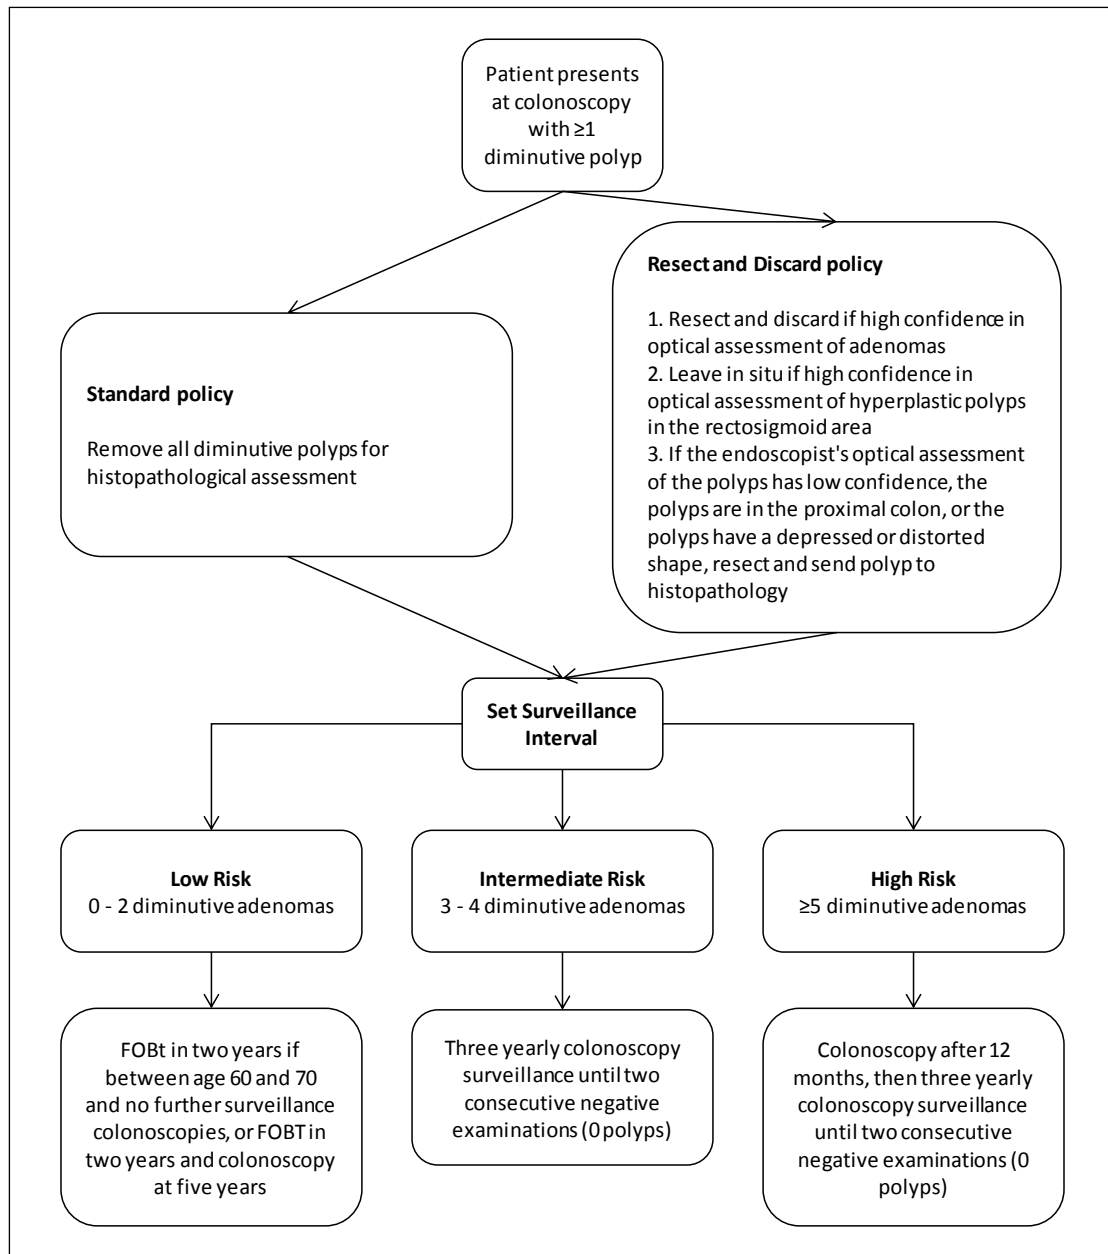 Patient presents
at colonoscopy
with ≥1
diminutive polyp
Standard policy
Remove all diminutive polyps for
histopathological assessment
Resect and Discard policy
1. Resect and discard if high confidence in
optical assessment of adenomas
2. Leave in situ if high confidence in
optical assessment of hyperplastic polyps
in the rectosigmoid area
3. If the endoscopist's optical assessment
of the polyps has low confidence, the
polyps are in the proximal colon, or the
polyps have a depressed or distorted
shape, resect and send polyp to
histopathology
Set Surveillance
Interval
Low Risk
0 - 2 diminutive adenomas
Intermediate Risk
3 - 4 diminutive adenomas
High Risk
≥5 diminutive adenomas
FOBt in two years if
between age 60 and 70
and no further surveillance
colonoscopies, or FOBT in
two years and colonoscopy
at five years
Three yearly colonoscopy
surveillance until two
consecutive negative
examinations (0 polyps)
Colonoscopy after 12
months, then three yearly
colonoscopy surveillance
until two consecutive
negative examinations (0
polyps)